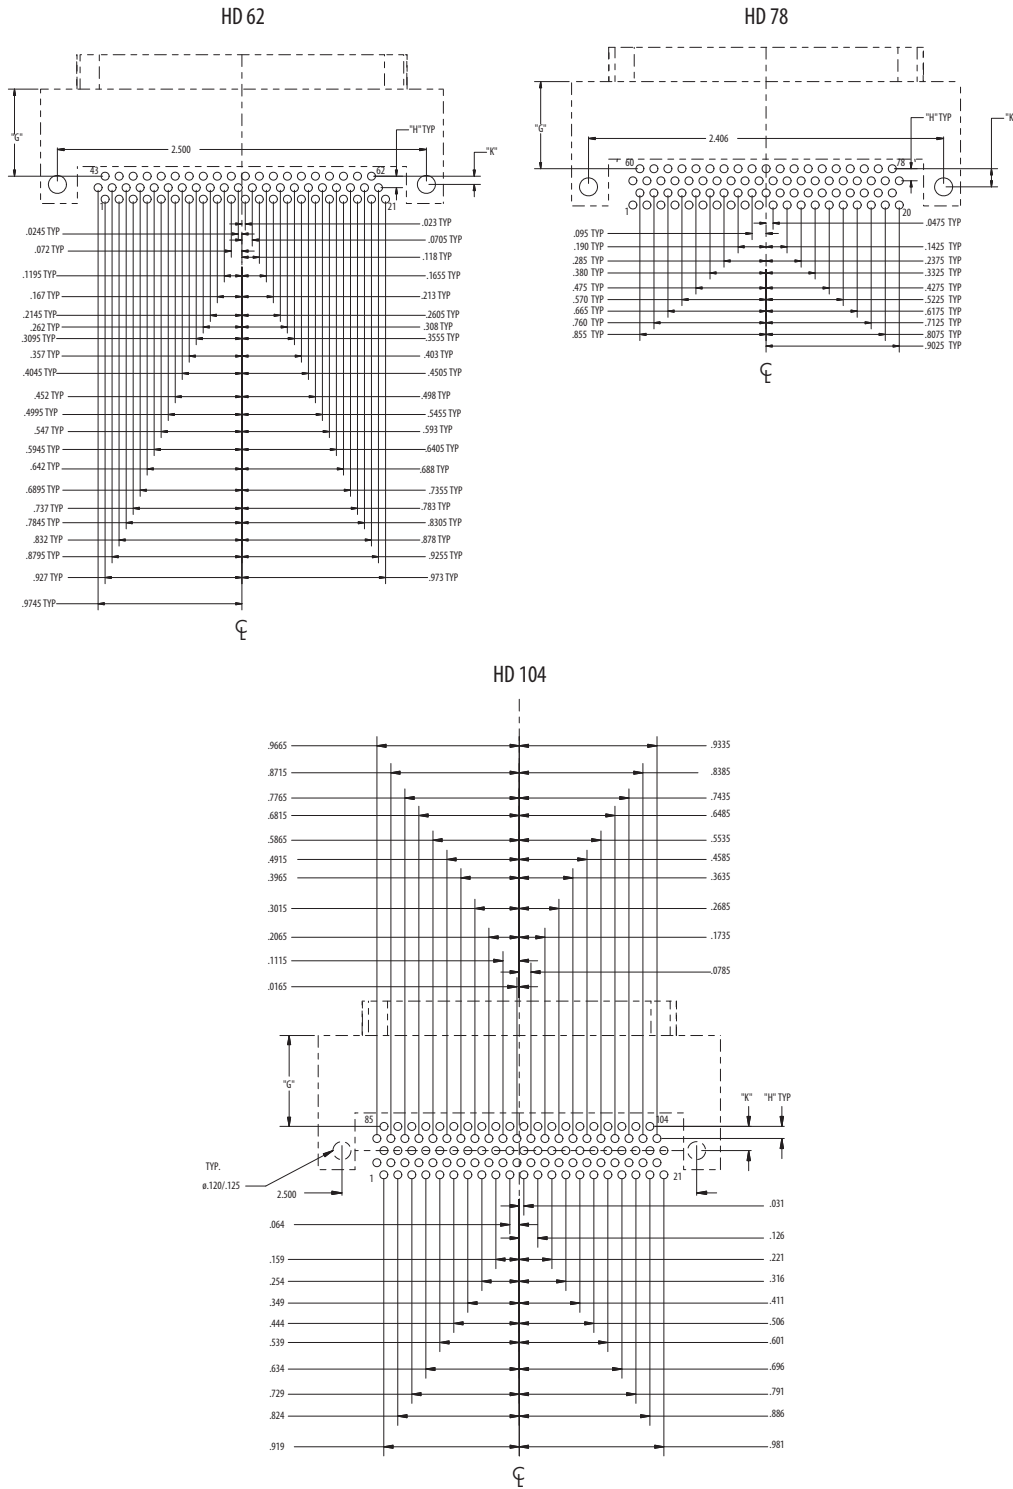 HD 62
HD 78
"G"
2.500
"H" TYP
"K"
43
62
1
21
.023 TYP
.0245 TYP
.0705 TYP
.072 TYP
.118 TYP
.1195 TYP
.1655 TYP
.167 TYP
.213 TYP
.2145 TYP
.2605 TYP
.262 TYP
.308 TYP
.3095 TYP
.3555 TYP
.357 TYP
.403 TYP
.4045 TYP
.4505 TYP
.452 TYP
.498 TYP
.4995 TYP
.5455 TYP
.547 TYP
.593 TYP
.5945 TYP
.6405 TYP
.642 TYP
.688 TYP
.6895 TYP
.7355 TYP
.737 TYP
.783 TYP
.7845 TYP
.8305 TYP
.832 TYP
.878 TYP
.8795 TYP
.9255 TYP
.927 TYP
.973 TYP
.9745 TYP
℄
"G"
2.406
"H" TYP
"K
60
78
1
20
.0475 TYP
.095 TYP
.1425 TYP
.190 TYP
.2375 TYP
.285 TYP
.3325 TYP
.380 TYP
.4275 TYP
.475 TYP
.5225 TYP
.570 TYP
.6175 TYP
.665 TYP
.7125 TYP
.760 TYP
.8075 TYP
.855 TYP
.9025 TYP
℄
HD 104
.9665
.9335
.8715
.8385
.7765
.7435
.6815
.6485
.5865
.5535
.4915
.4585
.3965
.3635
.3015
.2685
.2065
.1735
.1115
.0785
.0165
"G"
"K"
"H" TYP
85
104
1
21
TYP.
ø.120/.125
2.500
.031
.064
.126
.159
.221
.254
.316
.349
.411
.444
.506
.539
.601
.634
.696
.729
.791
.824
.886
.919
.981
℄